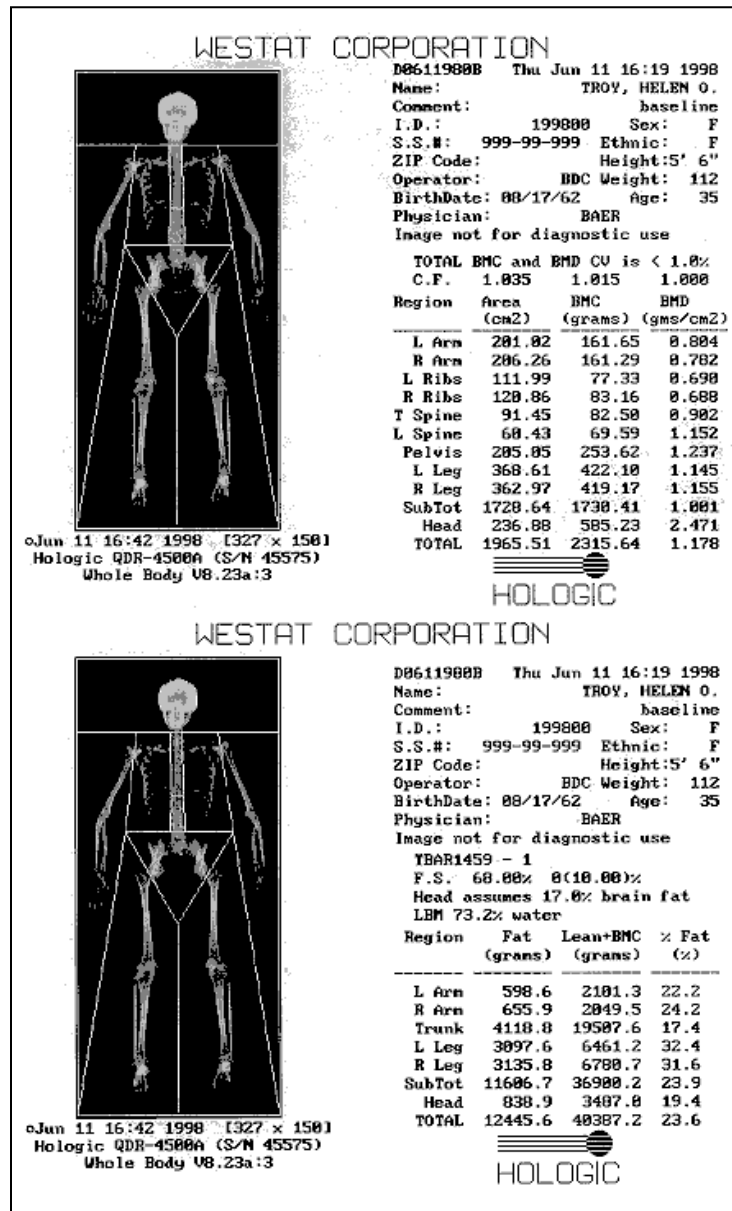 WESTAT CORPORATION
D0611980B Thu Jun 11 16:19 1998
Name: TROY, HELEN O.
Comment: baseline
I.D.: 199800 Sex: F
S.S.#: 999-99-999 Ethnic: F
ZIP Code: Height:5' 6"
Operator: BDC Weight: 112
BirthDate: 08/17/62 Age: 35
Physician: BAER
Image not for diagnostic use
TOTAL BMC and BMD CV is < 1.0%
C.F. 1.035 1.015 1.000
Region Area BMC BMD
(cm2) (grams) (gms/cm2)
L Arm 201.02 161.65 0.804
R Arm 206.26 161.29 0.782
L Ribs 111.99 77.33 0.690
R Ribs 120.86 83.16 0.688
T Spine 91.45 82.50 0.902
L Spine 60.43 69.59 1.152
Pelvis 205.05 253.62 1.237
L Leg 368.61 422.10 1.145
R Leg 362.97 419.17 1.155
SubTot 1728.64 1730.41 1.001
Head 236.88 585.23 2.471
TOTAL 1965.51 2315.64 1.178
Jun 11 16:42 1998 [327 x 150]
Hologic QDR-4500A (S/N 45575)
Whole Body V8.23a:3
HOLOGIC
WESTAT CORPORATION
D0611980B Thu Jun 11 16:19 1998
Name: TROY, HELEN O.
Comment: baseline
I.D.: 199800 Sex: F
S.S.#: 999-99-999 Ethnic: F
ZIP Code: Height:5' 6"
Operator: BDC Weight: 112
BirthDate: 08/17/62 Age: 35
Physician: BAER
Image not for diagnostic use
TBAR1459 - 1
F.S. 68.00% 0(10.00)%
Head assumes 17.0% brain fat
LBM 73.2% water
Region Fat Lean+BMC % Fat
(grams) (grams) (%)
L Arm 598.6 2101.3 22.2
R Arm 655.9 2049.5 24.2
Trunk 4118.8 19507.6 17.4
L Leg 3097.6 6461.2 32.4
R Leg 3135.8 6780.7 31.6
SubTot 11606.7 36900.2 23.9
Head 838.9 3487.0 19.4
TOTAL 12445.6 40387.2 23.6
Jun 11 16:42 1998 [327 x 150]
Hologic QDR-4500A (S/N 45575)
Whole Body V8.23a:3
HOLOGIC